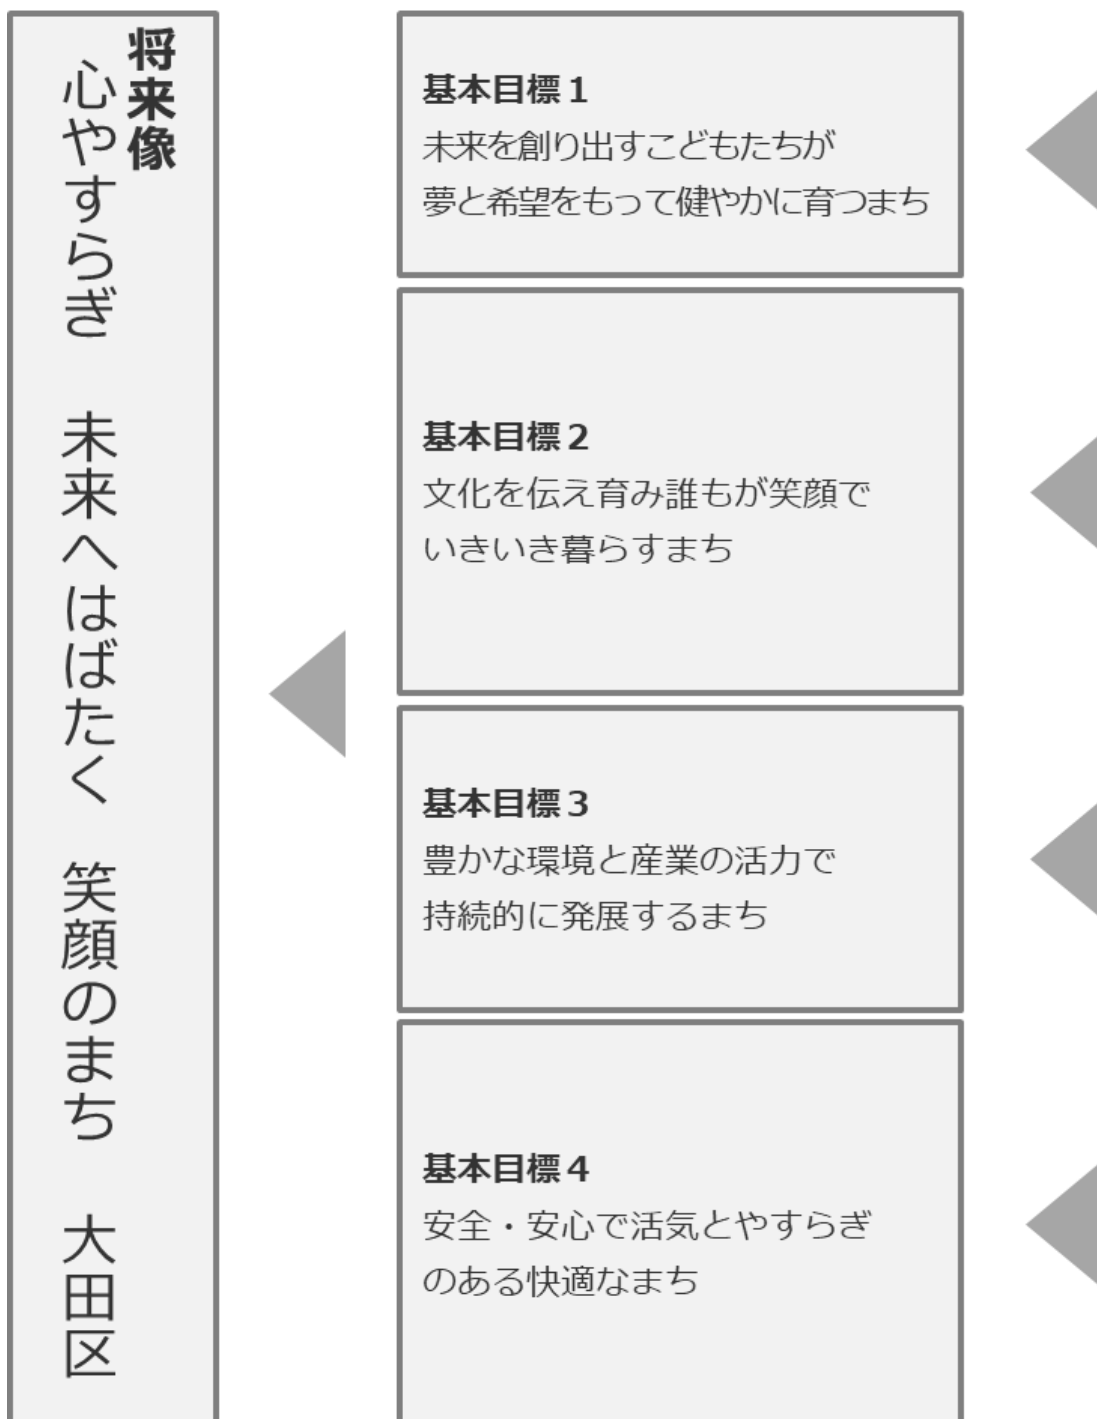 将来像
心やすらぎ　未来へはばたく　笑顔のまち　大田区
基本目標１
未来を創り出すこどもたちが
夢と希望をもって健やかに育つまち
基本目標２
文化を伝え育み誰もが笑顔で
いきいき暮らすまち
基本目標３
豊かな環境と産業の活力で
持続的に発展するまち
基本目標４
安全・安心で活気とやすらぎ
のある快適なまち